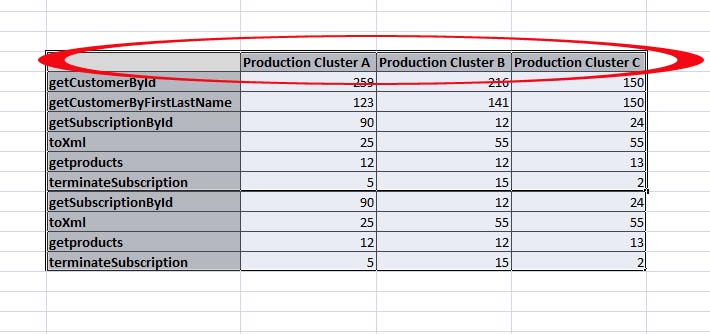 Production Cluster A Production Cluster B Production Cluster C
getCustomerById 259 216 150
getCustomerByFirstLastName 123 141 150
getSubscriptionById 90 12 24
toXml 25 55 55
getproducts 12 12 13
terminateSubscription 5 15 2
getSubscriptionById 90 12 24
toXml 25 55 55
getproducts 12 12 13
terminateSubscription 5 15 2